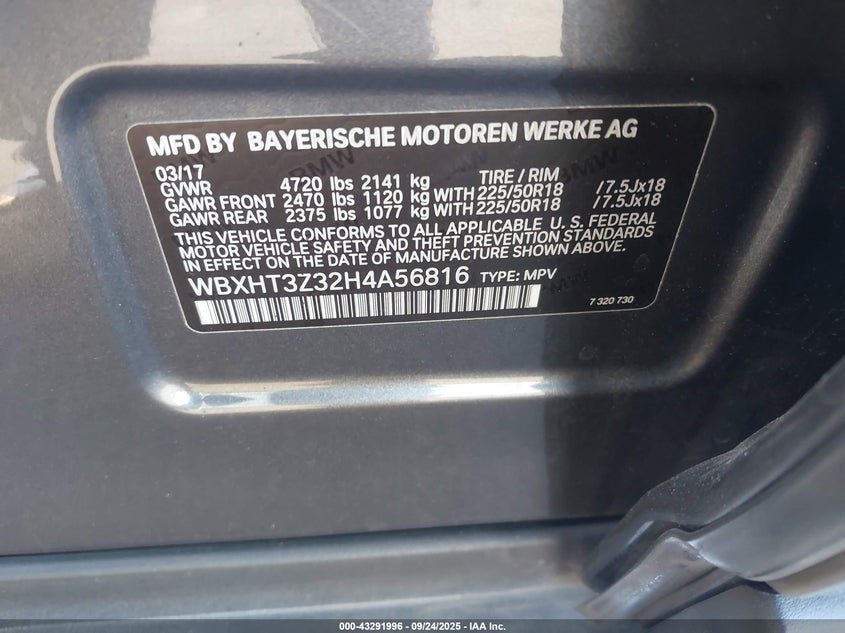 MFD BY BAYERISCHE MOTOREN WERKE AG
03/17 TIRE / RIM
GVWR 4720 lbs 2141 kg
GAWR FRONT 2470 lbs 1120 kg WITH 225/50R18 /7.5Jx18
GAWR REAR 2375 lbs 1077 kg WITH 225/50R18 /7.5Jx18
THIS VEHICLE CONFORMS TO ALL APPLICABLE U. S. FEDERAL
MOTOR VEHICLE SAFETY AND THEFT PREVENTION STANDARDS
IN EFFECT ON THE DATE OF MANUFACTURE SHOWN ABOVE.
WBXHT3Z32H4A56816 TYPE: MPV
7 320 730
000-43291996 - 09/24/2025 - IAA Inc.